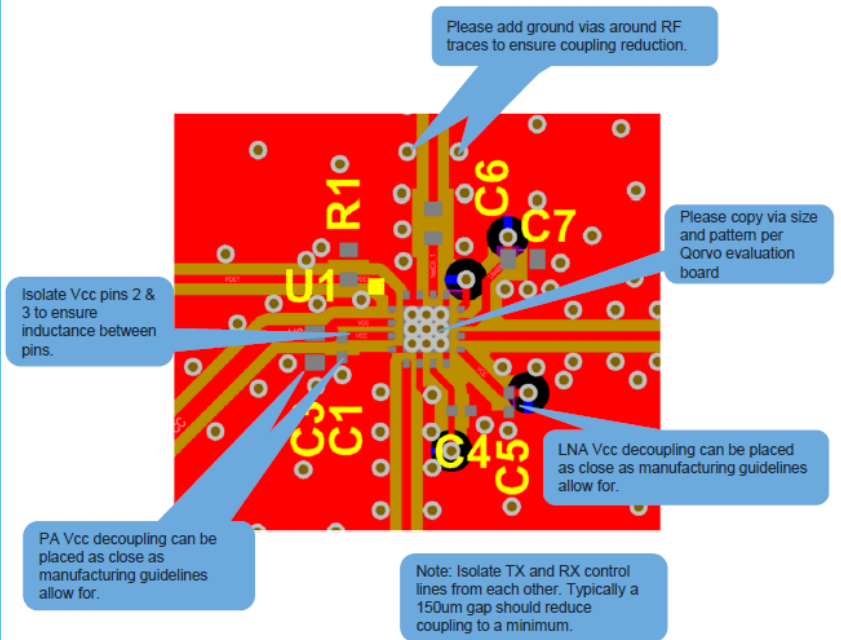 Please add ground vias around RF
traces to ensure coupling reduction.
C6
R1
C7
Please copy via size
and pattern per
Qorvo evaluation
board
U1
Isolate Vcc pins 2 &
3 to ensure
inductance between
pins.
VCC
C3
C1
C4
C5
LNA Vcc decoupling can be placed
as close as manufacturing guidelines
allow for.
PA Vcc decoupling can be
placed as close as
manufacturing guidelines
allow for.
Note: Isolate TX and RX control
lines from each other. Typically a
150um gap should reduce
coupling to a minimum.